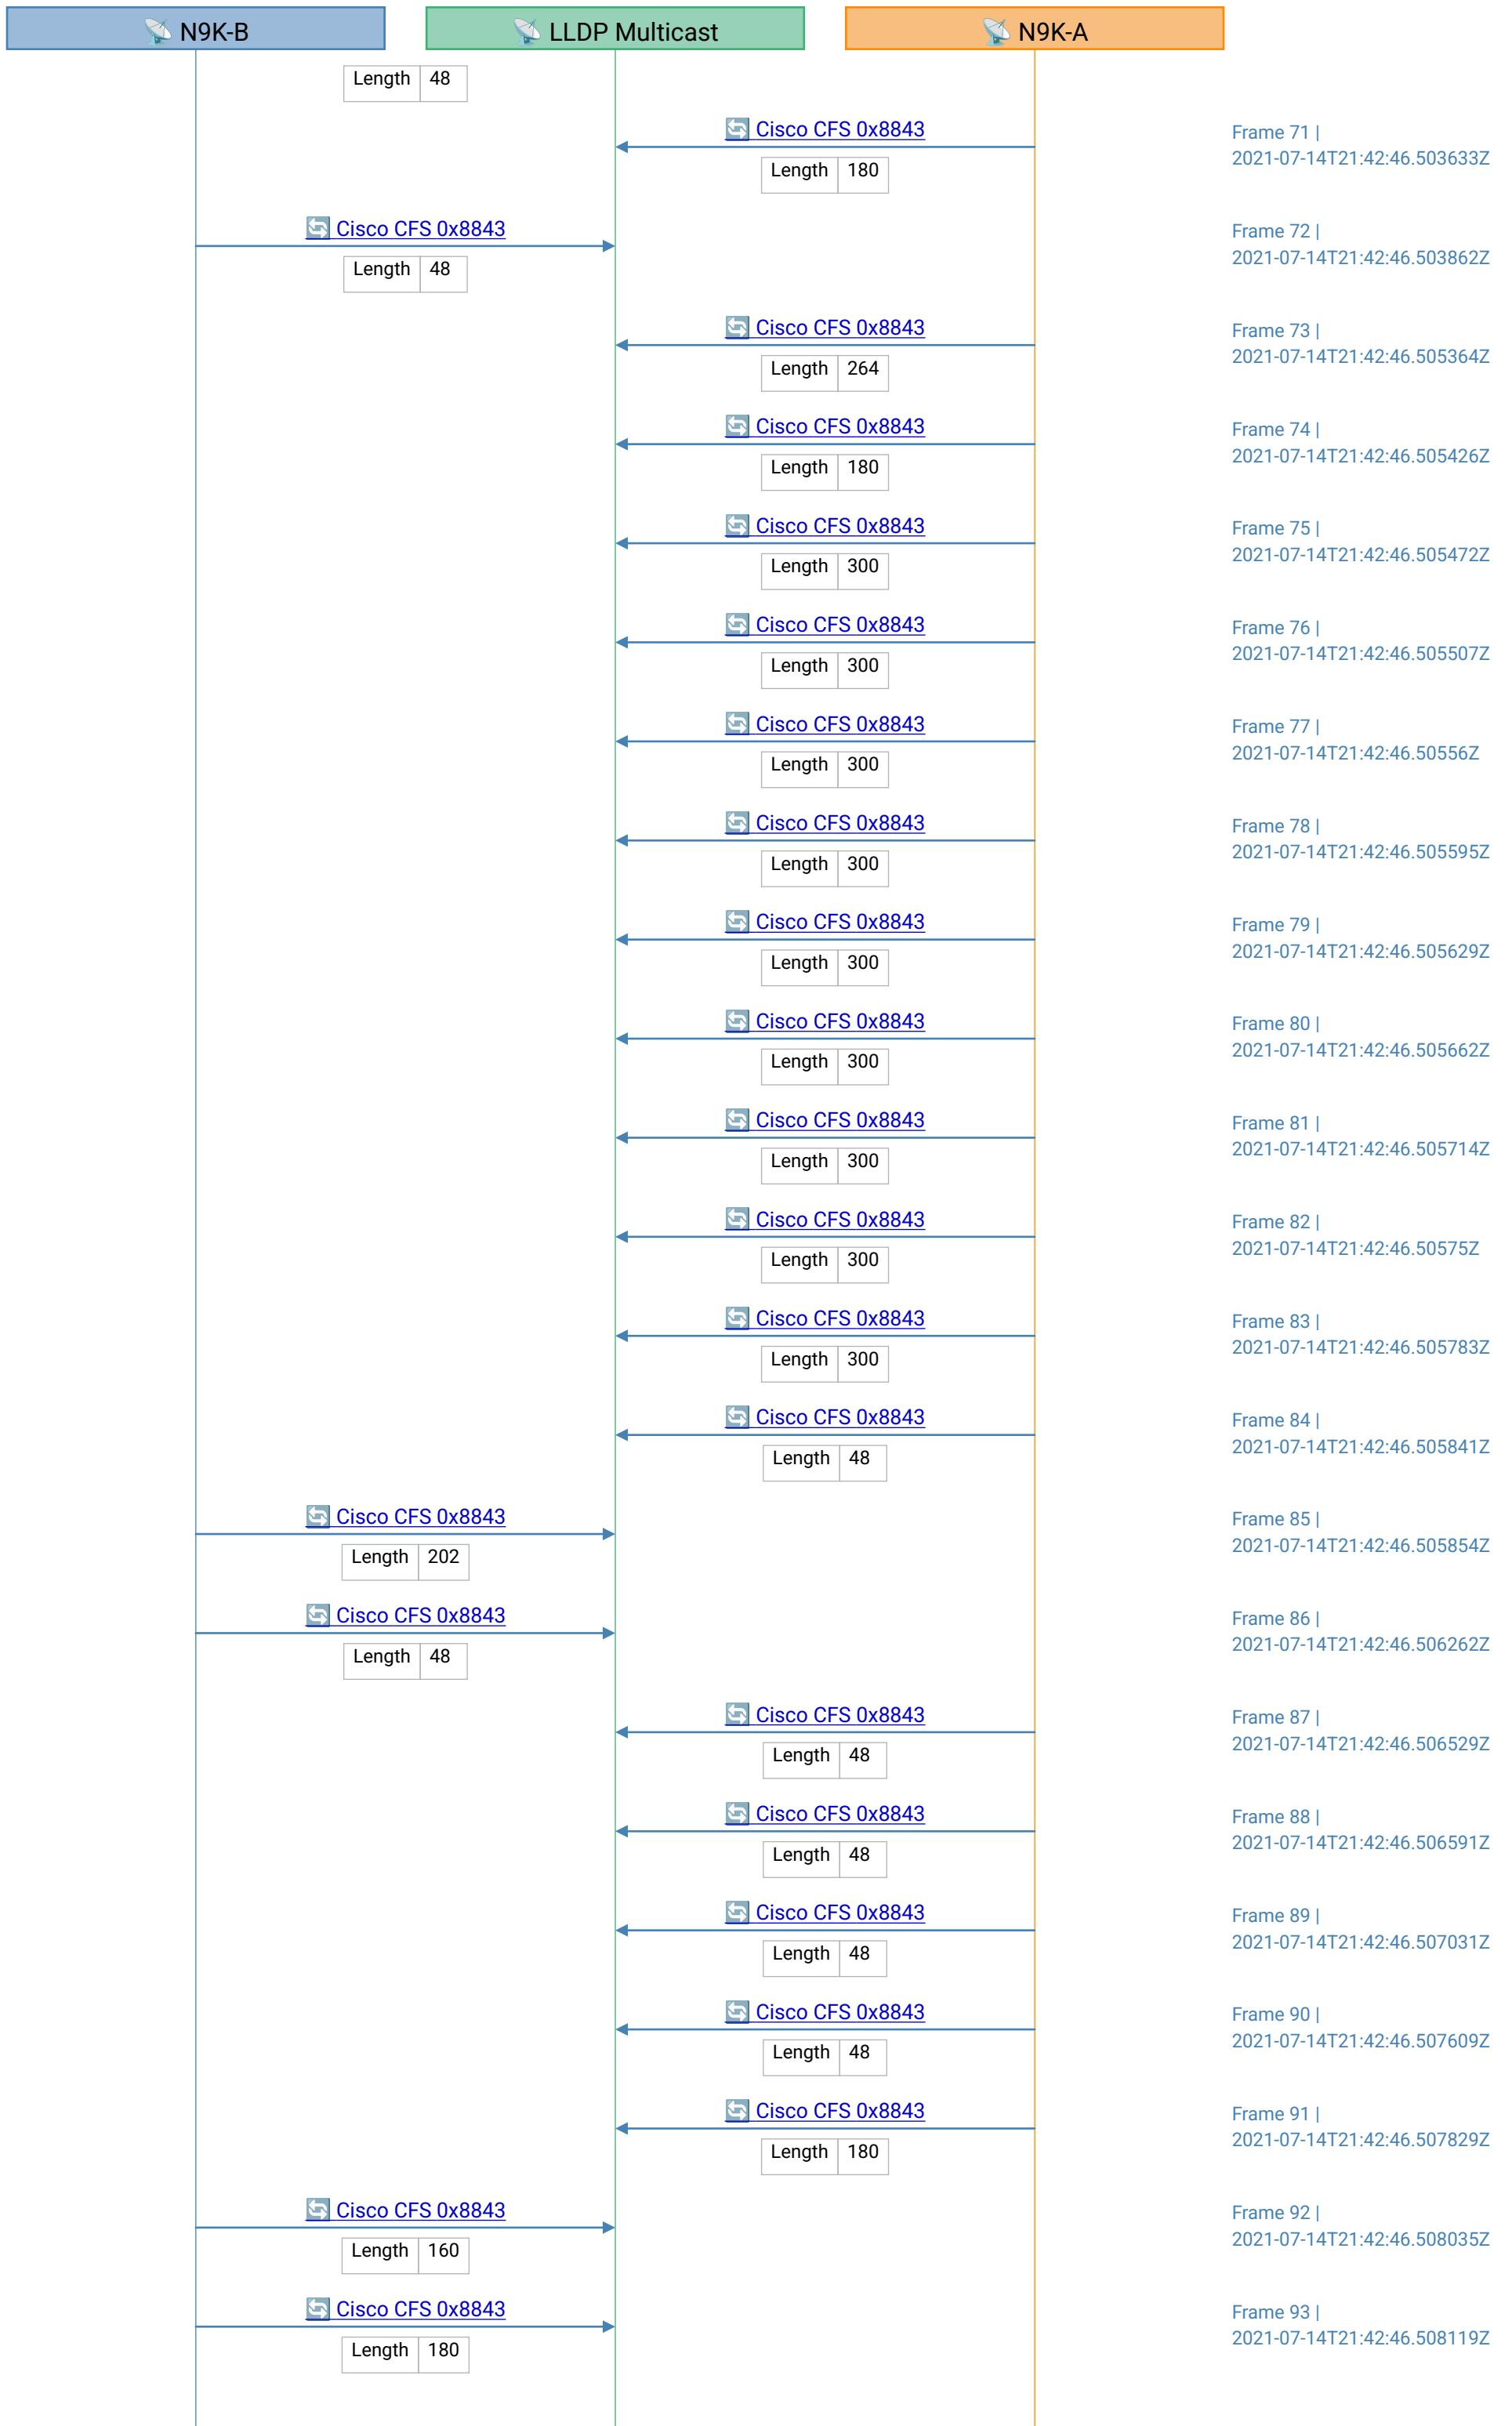 N9K-B
LLDP Multicast
N9K-A
Length 48
Cisco CFS 0x8843
Frame 71 |
2021-07-14T21:42:46.503633Z
Length 180
Cisco CFS 0x8843
Frame 72 |
2021-07-14T21:42:46.503862Z
Length 48
Cisco CFS 0x8843
Frame 73 |
2021-07-14T21:42:46.505364Z
Length 264
Cisco CFS 0x8843
Frame 74 |
2021-07-14T21:42:46.505426Z
Length 180
Cisco CFS 0x8843
Frame 75 |
2021-07-14T21:42:46.505472Z
Length 300
Cisco CFS 0x8843
Frame 76 |
2021-07-14T21:42:46.505507Z
Length 300
Cisco CFS 0x8843
Frame 77 |
2021-07-14T21:42:46.50556Z
Length 300
Cisco CFS 0x8843
Frame 78 |
2021-07-14T21:42:46.505595Z
Length 300
Cisco CFS 0x8843
Frame 79 |
2021-07-14T21:42:46.505629Z
Length 300
Cisco CFS 0x8843
Frame 80 |
2021-07-14T21:42:46.505662Z
Length 300
Cisco CFS 0x8843
Frame 81 |
2021-07-14T21:42:46.505714Z
Length 300
Cisco CFS 0x8843
Frame 82 |
2021-07-14T21:42:46.50575Z
Length 300
Cisco CFS 0x8843
Frame 83 |
2021-07-14T21:42:46.505783Z
Length 300
Cisco CFS 0x8843
Frame 84 |
2021-07-14T21:42:46.505841Z
Length 48
Cisco CFS 0x8843
Frame 85 |
2021-07-14T21:42:46.505854Z
Length 202
Cisco CFS 0x8843
Frame 86 |
2021-07-14T21:42:46.506262Z
Length 48
Cisco CFS 0x8843
Frame 87 |
2021-07-14T21:42:46.506529Z
Length 48
Cisco CFS 0x8843
Frame 88 |
2021-07-14T21:42:46.506591Z
Length 48
Cisco CFS 0x8843
Frame 89 |
2021-07-14T21:42:46.507031Z
Length 48
Cisco CFS 0x8843
Frame 90 |
2021-07-14T21:42:46.507609Z
Length 48
Cisco CFS 0x8843
Frame 91 |
2021-07-14T21:42:46.507829Z
Length 180
Cisco CFS 0x8843
Frame 92 |
2021-07-14T21:42:46.508035Z
Length 160
Cisco CFS 0x8843
Frame 93 |
2021-07-14T21:42:46.508119Z
Length 180